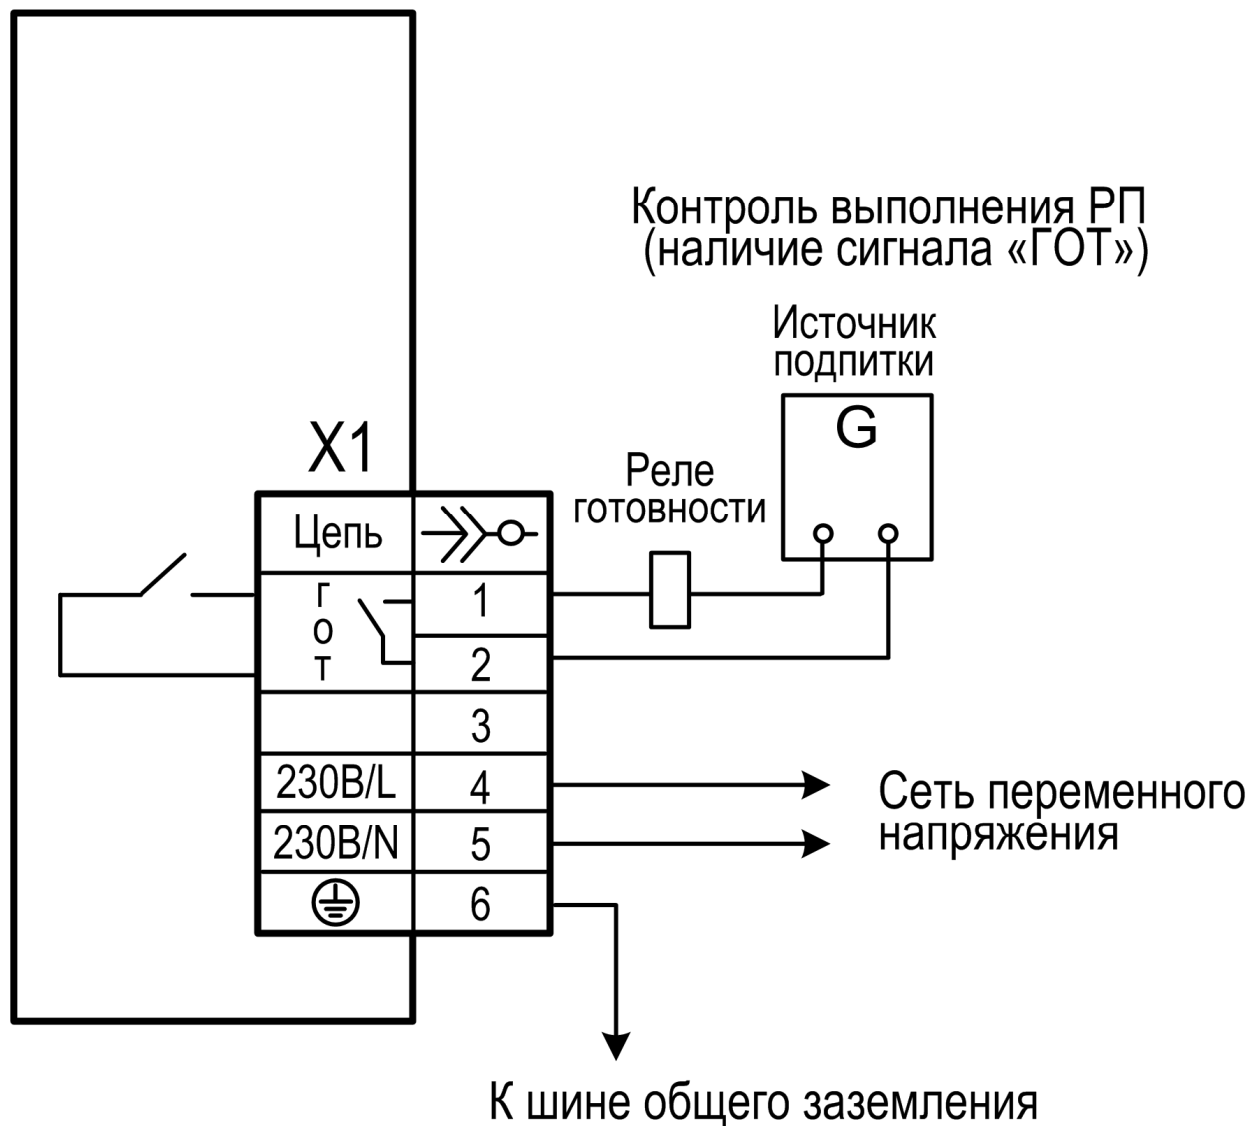 Контроль выполнения РП
(наличие сигнала «ГОТ»)
Источник
подпитки
G
Х1
Реле
готовности
Цепь
г
о
т
1
2
3
230В/L
4
230В/N
5
6
Сеть переменного
напряжения
К шине общего заземления